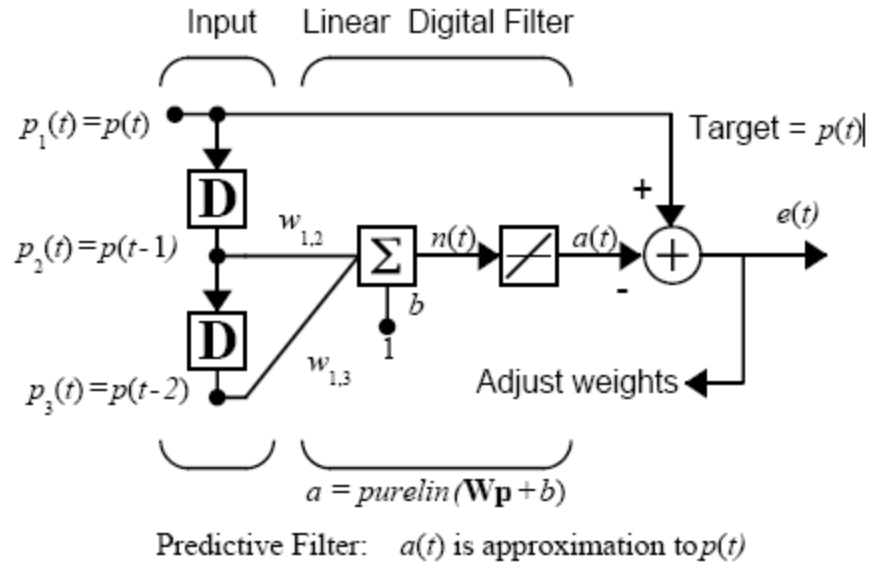 Input Linear Digital Filter
p1(t)=p(t)
Target = p(t)
D
+
e(t)
w1,2
n(t)
a(t)
p2(t)=p(t-1)
Σ
+
-
b
D
1
w1,3
p3(t)=p(t-2)
Adjust weights
a = purelin(Wp+b)
Predictive Filter: a(t) is approximation to p(t)